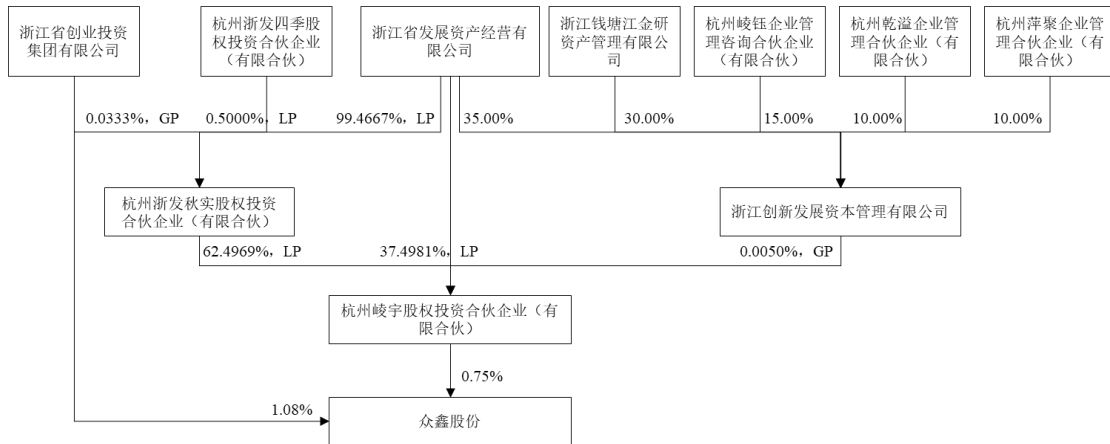 浙江省创业投资
集团有限公司
杭州浙发四季股
权投资合伙企业
（有限合伙）
浙江省发展资产经营有
限公司
浙江钱塘江金研
资产管理有限公
司
杭州崚钰企业管
理咨询合伙企业
（有限合伙）
杭州乾溢企业管
理合伙企业（有
限合伙）
杭州萍聚企业管
理合伙企业（有
限合伙）
0.0333%，GP
0.5000%，LP
99.4667%，LP
35.00%
30.00%
15.00%
10.00%
10.00%
杭州浙发秋实股权投资
合伙企业（有限合伙）
浙江创新发展资本管理有限公司
62.4969%，LP
37.4981%，LP
0.0050%，GP
杭州崚宇股权投资合伙企业（有
限合伙）
0.75%
1.08%
众鑫股份